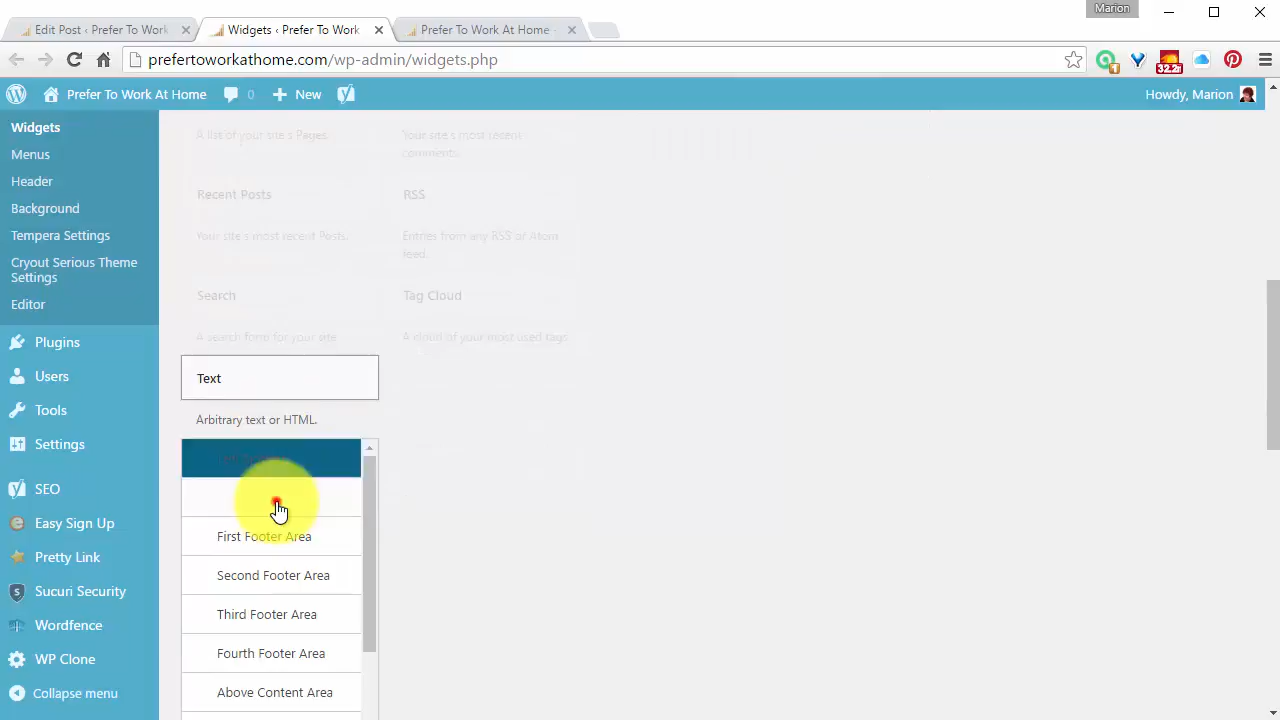 Marion
Edit Post ‹ Prefer To Work
Widgets ‹ Prefer To Work
Prefer To Work At Home
prefertoworkathome.com/wp-admin/widgets.php
32.2
Prefer To Work At Home
0
New
Howdy, Marion
Widgets
Menus
Header
Background
Tempera Settings
Cryout Serious Theme
Settings
Editor
Plugins
Users
Tools
Settings
SEO
Easy Sign Up
Pretty Link
Sucuri Security
Wordfence
WP Clone
Collapse menu
A list of your site's Pages.
Your site's most recent
comments.
Recent Posts
RSS
Your site's most recent Posts.
Entries from any RSS or Atom
feed.
Search
Tag Cloud
A search form for your site.
A cloud of your most used tags.
Text
Arbitrary text or HTML.
First Footer Area
Second Footer Area
Third Footer Area
Fourth Footer Area
Above Content Area